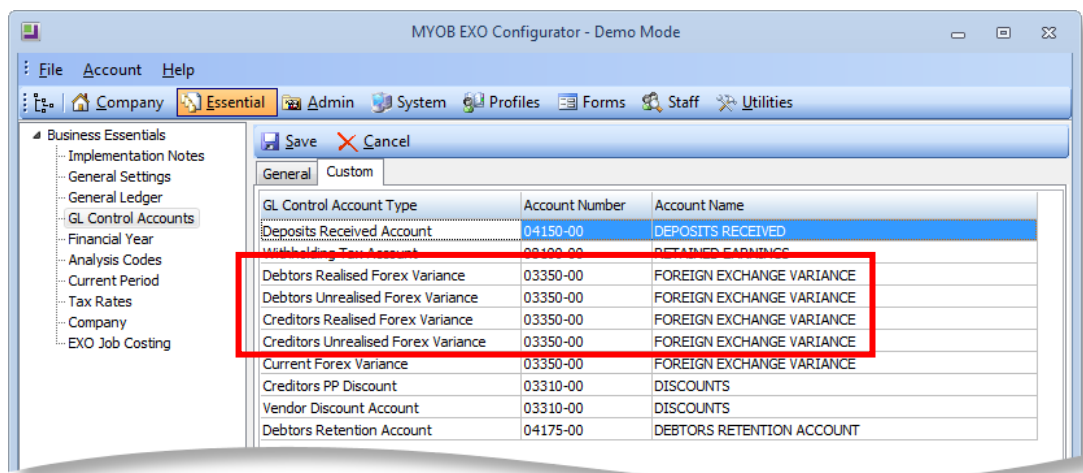 MYOB EXO Configurator - Demo Mode
File Account Help
Company Essential Admin System Profiles Forms Staff Utilities
Business Essentials
Implementation Notes
General Settings
General Ledger
GL Control Accounts
Financial Year
Analysis Codes
Current Period
Tax Rates
Company
EXO Job Costing
Save Cancel
General Custom
GL Control Account Type Account Number Account Name
Deposits Received Account 04150-00 DEPOSITS RECEIVED
Withholding Tax Account RETAINED EARNINGS
Debtors Realised Forex Variance 03350-00 FOREIGN EXCHANGE VARIANCE
Debtors Unrealised Forex Variance 03350-00 FOREIGN EXCHANGE VARIANCE
Creditors Realised Forex Variance 03350-00 FOREIGN EXCHANGE VARIANCE
Creditors Unrealised Forex Variance 03350-00 FOREIGN EXCHANGE VARIANCE
Current Forex Variance 03350-00 FOREIGN EXCHANGE VARIANCE
Creditors PP Discount 03310-00 DISCOUNTS
Vendor Discount Account 03310-00 DISCOUNTS
Debtors Retention Account 04175-00 DEBTORS RETENTION ACCOUNT